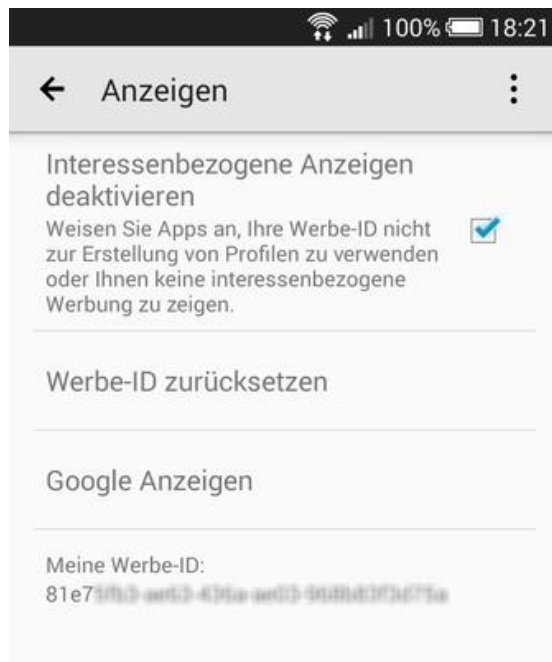 100% 18:21
Anzeigen
Interessenbezogene Anzeigen
deaktivieren
Weisen Sie Apps an, Ihre Werbe-ID nicht
zur Erstellung von Profilen zu verwenden
oder Ihnen keine interessenbezogene
Werbung zu zeigen.
Werbe-ID zurücksetzen
Google Anzeigen
Meine Werbe-ID:
81e7